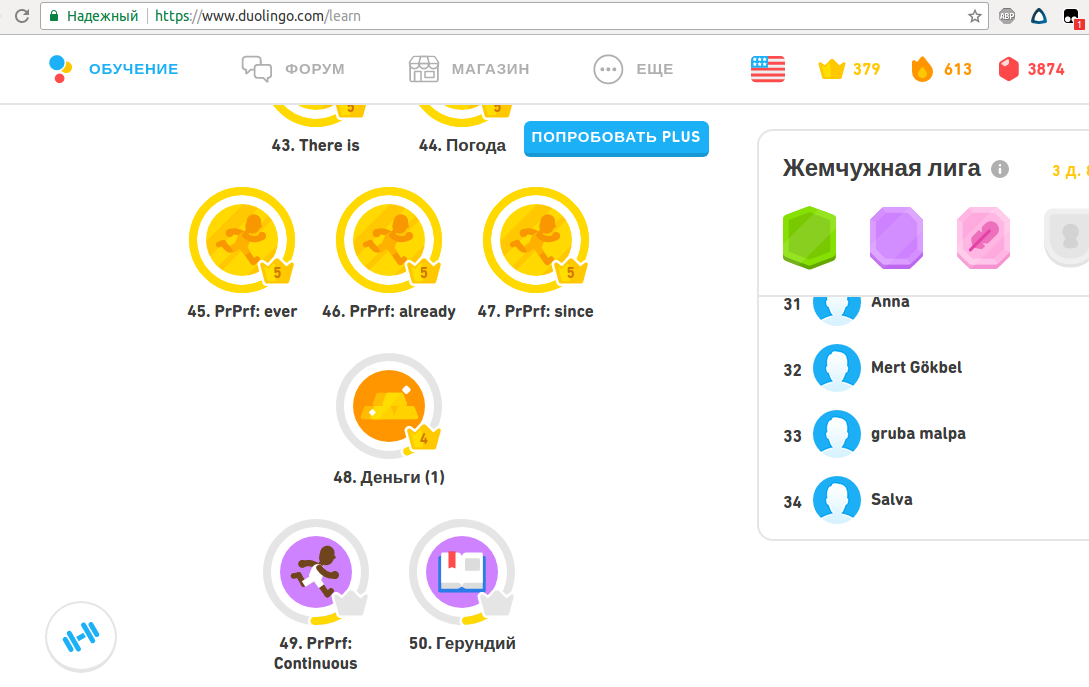 Надежный https://www.duolingo.com/learn
ABP
1
ОБУЧЕНИЕ ФОРУМ МАГАЗИН ЕЩЕ 379 613 3874
5 5
43. There is 44. Погода
ПОПРОБОВАТЬ PLUS
5 5 5
45. PrPrf: ever 46. PrPrf: already 47. PrPrf: since
4
48. Деньги (1)
49. PrPrf:
Continuous
50. Герундий
Жемчужная лига
3 д.
31 Anna
32 Mert Gökbel
33 gruba malpa
34 Salva